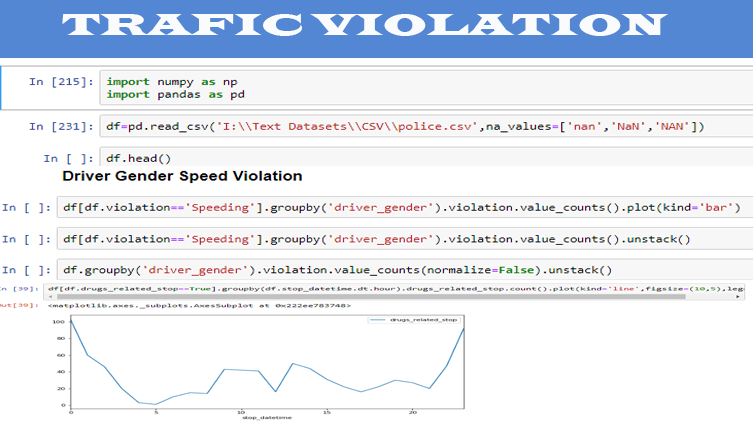 TRAFIC VIOLATION
In [215]: import numpy as np
import pandas as pd
In [231]: df=pd.read_csv('I:\\Text Datasets\\CSV\\police.csv',na_values=['nan','NaN','NAN'])
In [ ]: df.head()
Driver Gender Speed Violation
In [ ]: df[df.violation=='Speeding'].groupby('driver_gender').violation.value_counts().plot(kind='bar')
In [ ]: df[df.violation=='Speeding'].groupby('driver_gender').violation.value_counts().unstack()
In [ ]: df.groupby('driver_gender').violation.value_counts(normalize=False).unstack()
In [39]: df[df.drugs_related_stop==True].groupby(df.stop_datetime.dt.hour).drugs_related_stop.count().plot(kind='line',figsize=(10,5),leg
Out[39]: <matplotlib.axes._subplots.AxesSubplot at 0x222ee783748>
drugs_related_stop
100
80
60
40
20
0
0 5 10 15 20
stop_datetime